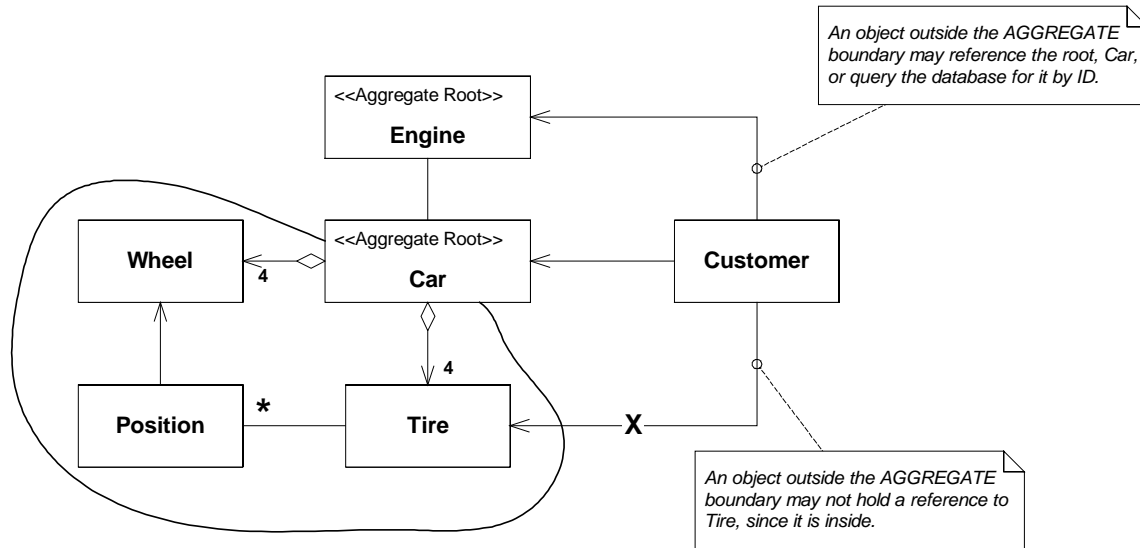 An object outside the AGGREGATE
boundary may reference the root, Car,
or query the database for it by ID.
<<Aggregate Root>>
Engine
Wheel
4
<<Aggregate Root>>
Car
Customer
4
Position
*
Tire
X
An object outside the AGGREGATE
boundary may not hold a reference to
Tire, since it is inside.